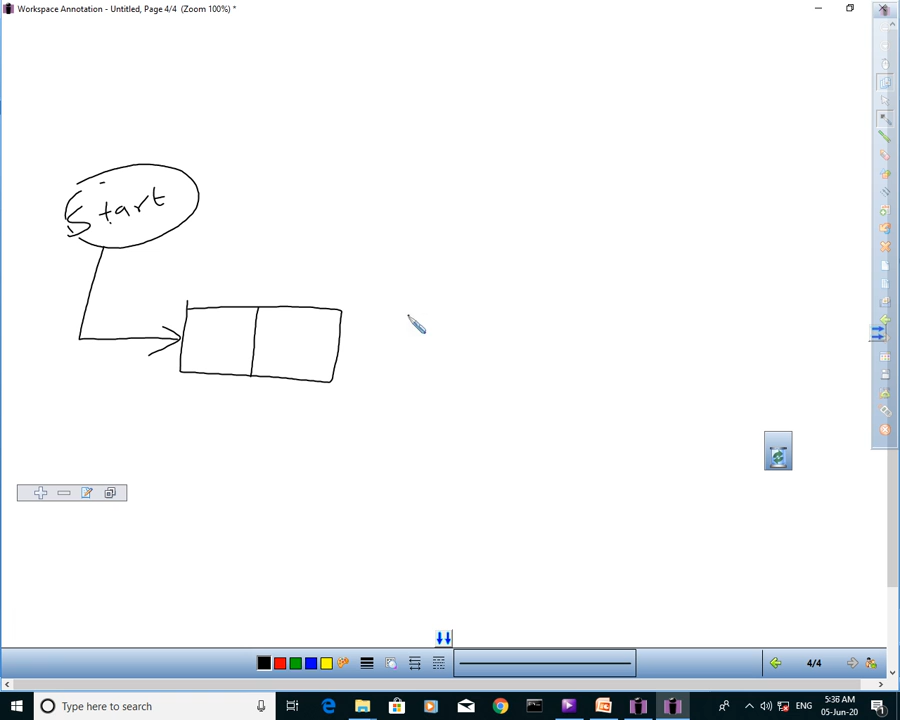 Workspace Annotation - Untitled, Page 4/4 (Zoom 100%) *
Start
4/4
Type here to search
ENG
5:36 AM
05-Jun-20